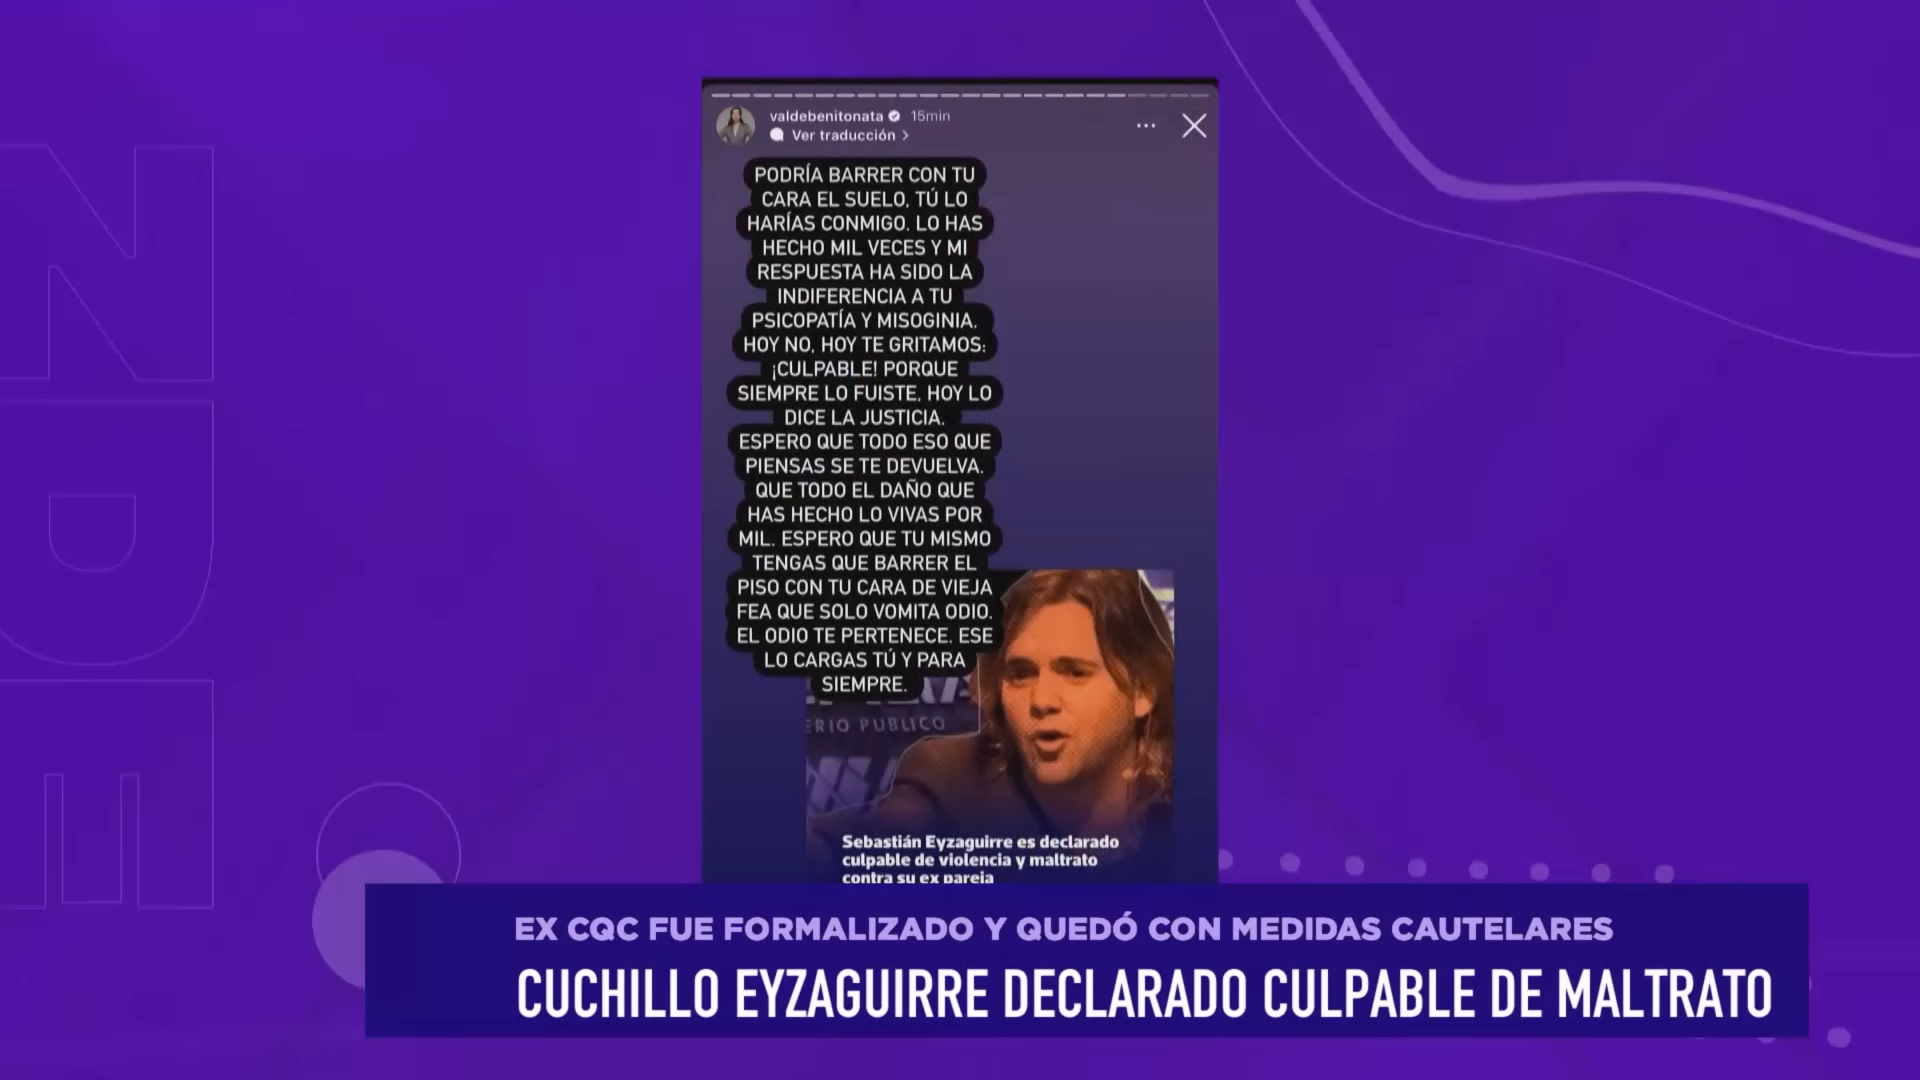 valdebenitonata 15min
Ver traducción >
PODRÍA BARRER CON TU
CARA EL SUELO, TÚ LO
HARÍAS CONMIGO. LO HAS
HECHO MIL VECES Y MI
RESPUESTA HA SIDO LA
INDIFERENCIA A TU
PSICOPATÍA Y MISOGINIA.
HOY NO, HOY TE GRITAMOS:
¡CULPABLE! PORQUE
SIEMPRE LO FUISTE, HOY LO
DICE LA JUSTICIA.
ESPERO QUE TODO ESO QUE
PIENSAS SE TE DEVUELVA.
QUE TODO EL DAÑO QUE
HAS HECHO LO VIVAS POR
MIL. ESPERO QUE TU MISMO
TENGAS QUE BARRER EL
PISO CON TU CARA DE VIEJA
FEA QUE SOLO VOMITA ODIO.
EL ODIO TE PERTENECE. ESE
LO CARGAS TÚ Y PARA
SIEMPRE.
ERIO PUBLICO
Sebastián Eyzaguirre es declarado
culpable de violencia y maltrato
contra su ex pareja
EX CQC FUE FORMALIZADO Y QUEDÓ CON MEDIDAS CAUTELARES
CUCHILLO EYZAGUIRRE DECLARADO CULPABLE DE MALTRATO